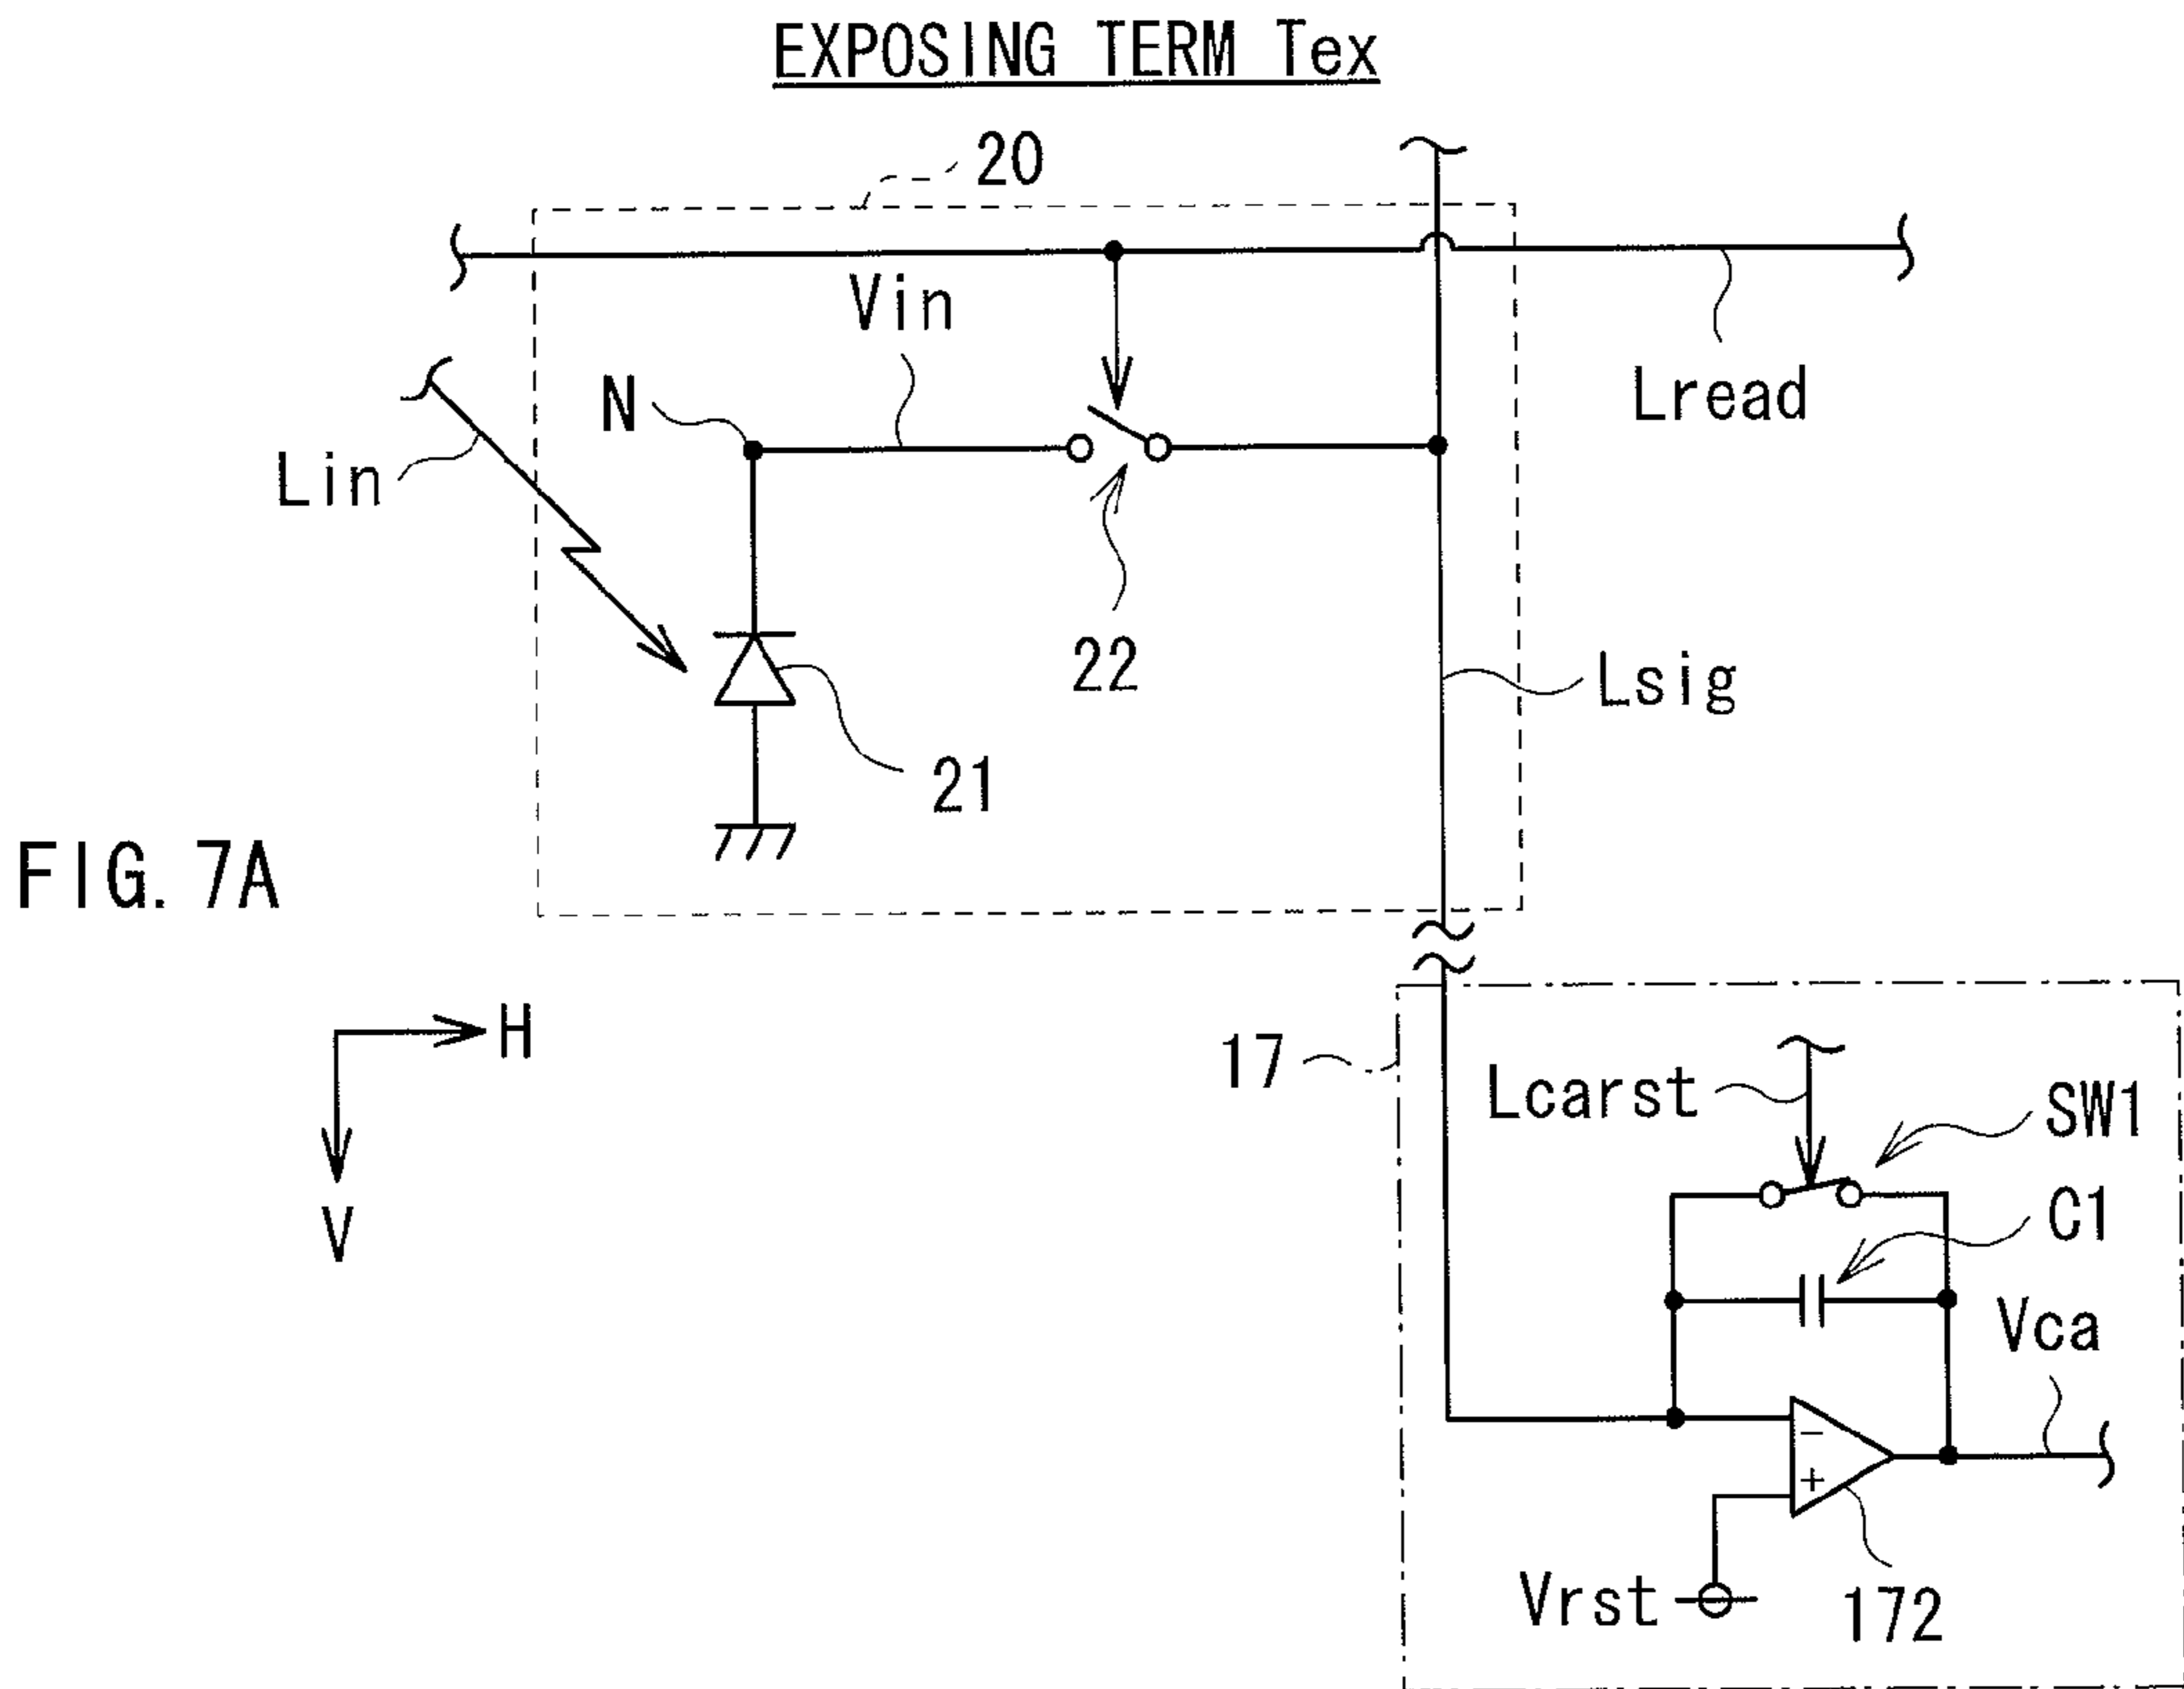 EXPOSING TERM Tex
20
Vin
N
Lread
Lin
22
Lsig
21
FIG. 7A
H
17
Lcarst
SW1
V
C1
Vca
−
+
Vrst
172